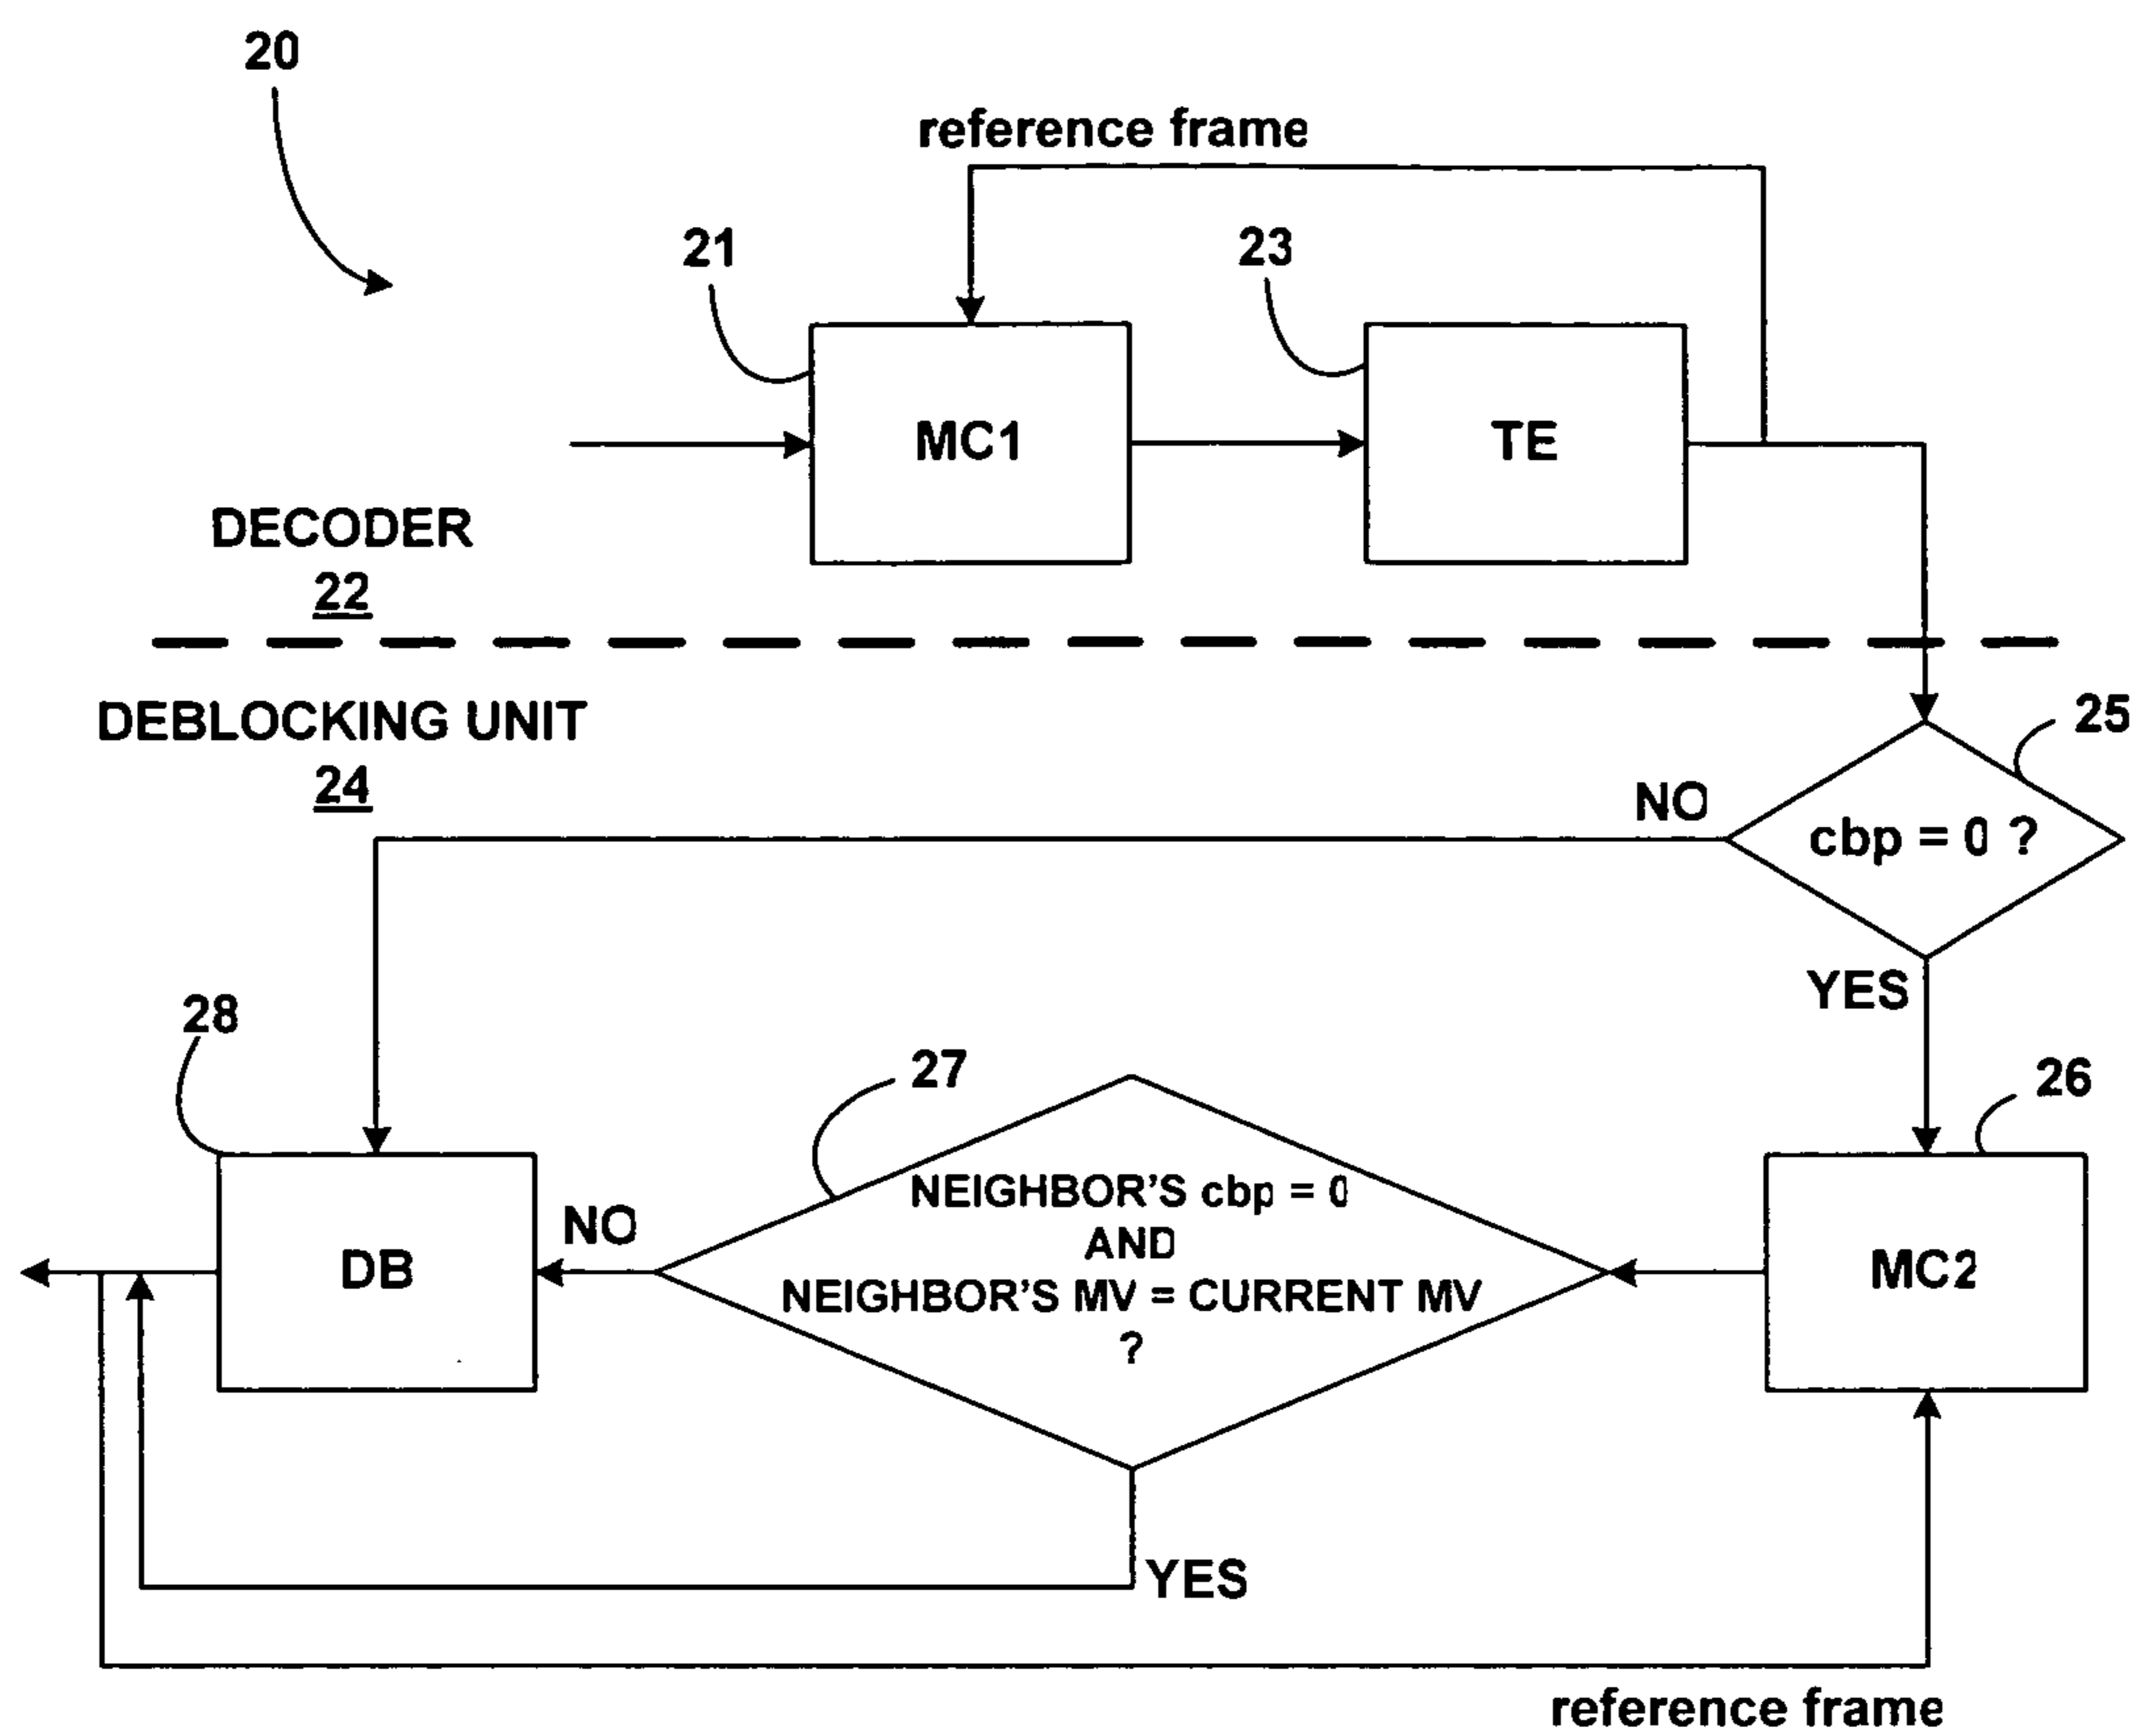 20
reference frame
21
23
MC1
TE
DECODER
22
DEBLOCKING UNIT
24
25
NO
cbp = 0 ?
YES
28
27
26
NEIGHBOR'S cbp = 0
AND
NEIGHBOR'S MV = CURRENT MV
?
NO
DB
MC2
YES
reference frame